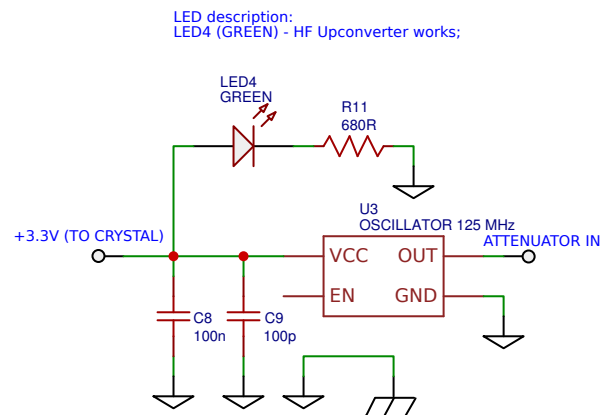 LED description:
LED4 (GREEN) - HF Upconverter works;
LED4
GREEN
R11
680R
U3
OSCILLATOR 125 MHz
+3.3V (TO CRYSTAL)
ATTENUATOR IN
VCC
OUT
EN
GND
C8
100n
C9
100p